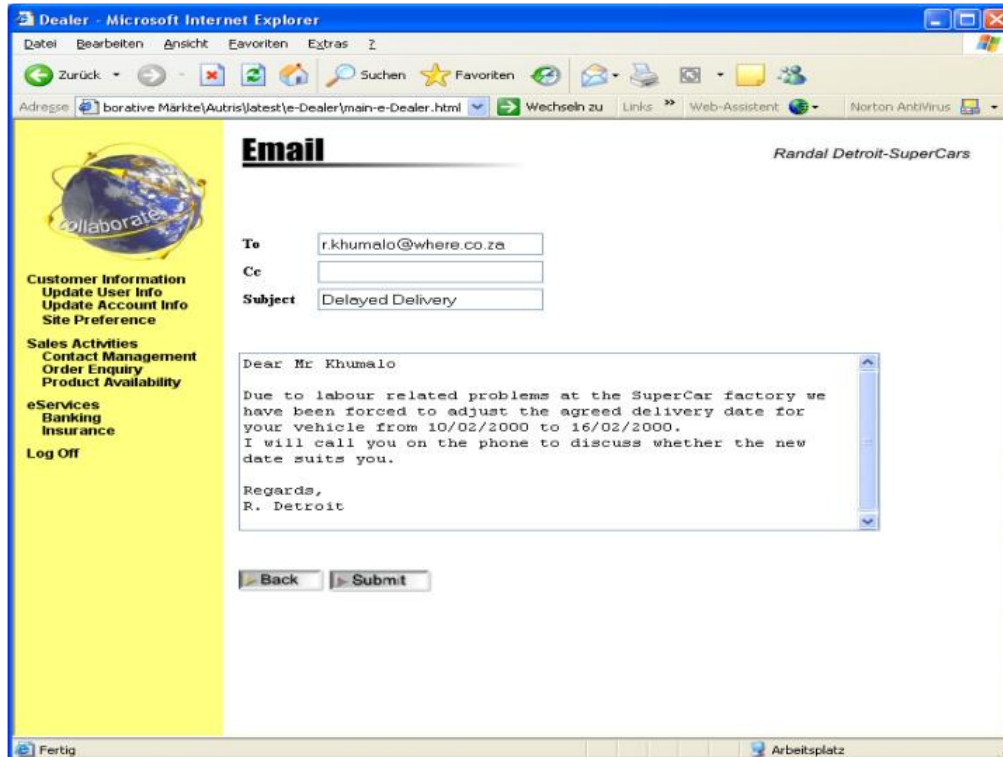 Dealer - Microsoft Internet Explorer
Datei Bearbeiten Ansicht Favoriten Extras ?
Zurück Suchen Favoriten
Adresse borative Märkte\Autris\latest\e-Dealer\main-e-Dealer.html Wechseln zu Links » Web-Assistent Norton AntiVirus
collaborate
Email
Randal Detroit-SuperCars
To r.khumalo@where.co.za
Cc
Subject Delayed Delivery
Customer Information
Update User Info
Update Account Info
Site Preference
Sales Activities
Contact Management
Order Enquiry
Product Availability
eServices
Banking
Insurance
Log Off
Dear Mr Khumalo
Due to labour related problems at the SuperCar factory we
have been forced to adjust the agreed delivery date for
your vehicle from 10/02/2000 to 16/02/2000.
I will call you on the phone to discuss whether the new
date suits you.
Regards,
R. Detroit
Back Submit
Fertig Arbeitsplatz